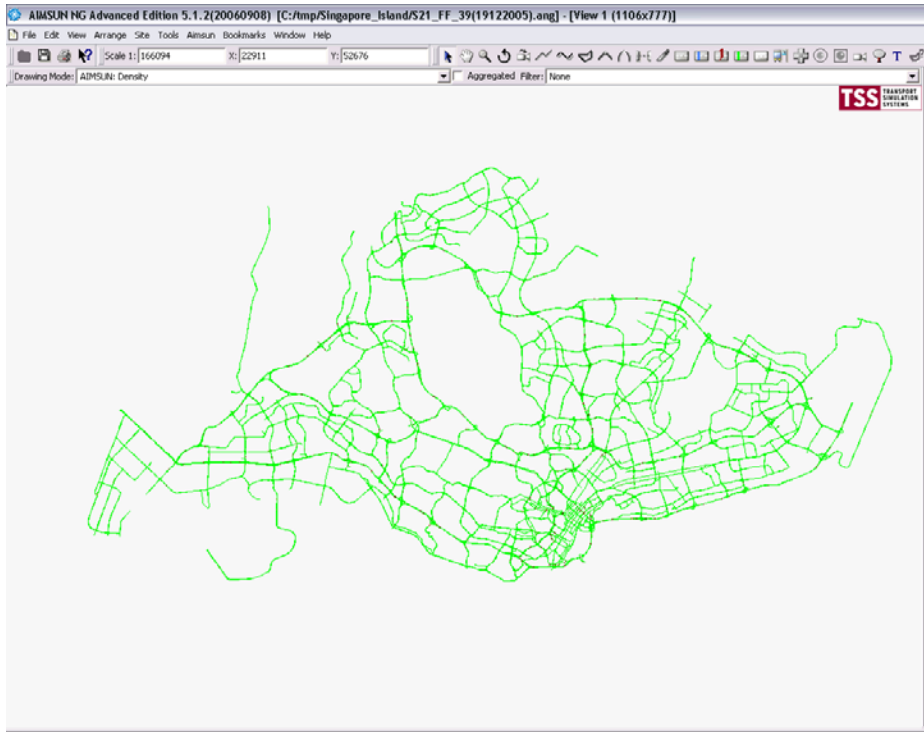 AIMSUN NG Advanced Edition 5.1.2(20060908) [C:/tmp/Singapore_Island/S21_FF_39(19122005).ang] - [View 1 (1106x777)]
File Edit View Arrange Site Tools Aimsun Bookmarks Window Help
Scale 1: 166094 X: 22911 Y: 52676
Drawing Mode: AIMSUN: Density Aggregated Filter: None
TSS TRANSPORT
SIMULATION
SYSTEMS